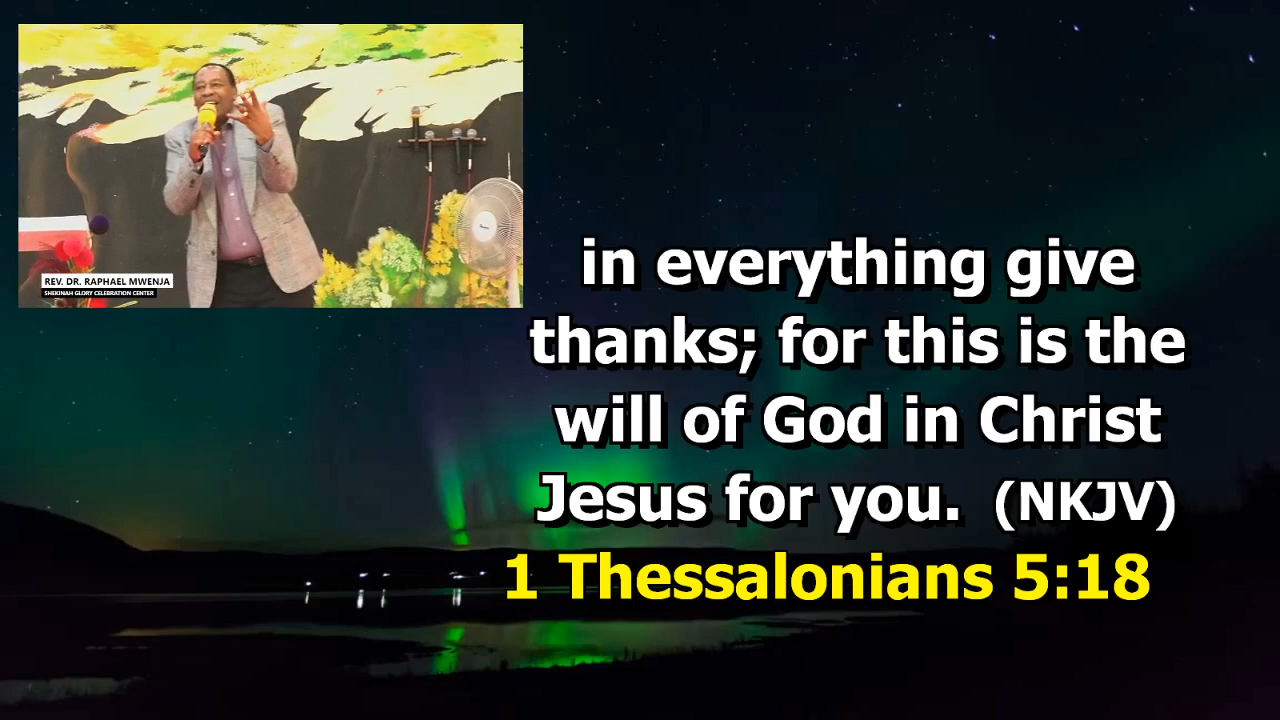 REV. DR. RAPHAEL MWENJA
SHEKINAH GLORY CELEBRATION CENTER
in everything give
thanks; for this is the
will of God in Christ
Jesus for you. (NKJV)
1 Thessalonians 5:18